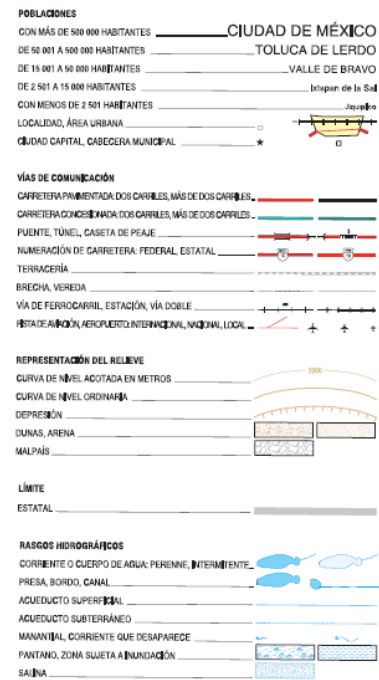 POBLACIONES
CON MÁS DE 500 000 HABITANTES CIUDAD DE MÉXICO
DE 50 001 A 500 000 HABITANTES TOLUCA DE LERDO
DE 15 001 A 50 000 HABITANTES VALLE DE BRAVO
DE 2 501 A 15 000 HABITANTES Ixtapan de la Sal
CON MENOS DE 2 501 HABITANTES Jiquipilco
LOCALIDAD, ÁREA URBANA
CIUDAD CAPITAL, CABECERA MUNICIPAL
VÍAS DE COMUNICACIÓN
CARRETERA PAVIMENTADA: DOS CARRILES, MÁS DE DOS CARRILES
CARRETERA CONCESIONADA: DOS CARRILES, MÁS DE DOS CARRILES
PUENTE, TÚNEL, CASETA DE PEAJE
NUMERACIÓN DE CARRETERA: FEDERAL, ESTATAL
TERRACERÍA
BRECHA, VEREDA
VÍA DE FERROCARRIL, ESTACIÓN, VÍA DOBLE
PISTA DE AVIACIÓN, AEROPUERTO: INTERNACIONAL, NACIONAL, LOCAL
REPRESENTACIÓN DEL RELIEVE
CURVA DE NIVEL ACOTADA EN METROS 2000
CURVA DE NIVEL ORDINARIA
DEPRESIÓN
DUNAS, ARENA
MALPAÍS
LÍMITE
ESTATAL
RASGOS HIDROGRÁFICOS
CORRIENTE O CUERPO DE AGUA: PERENNE, INTERMITENTE
PRESA, BORDO, CANAL
ACUEDUCTO SUPERFICIAL
ACUEDUCTO SUBTERRÁNEO
MANANTIAL, CORRIENTE QUE DESAPARECE
PANTANO, ZONA SUJETA A INUNDACIÓN
SALINA